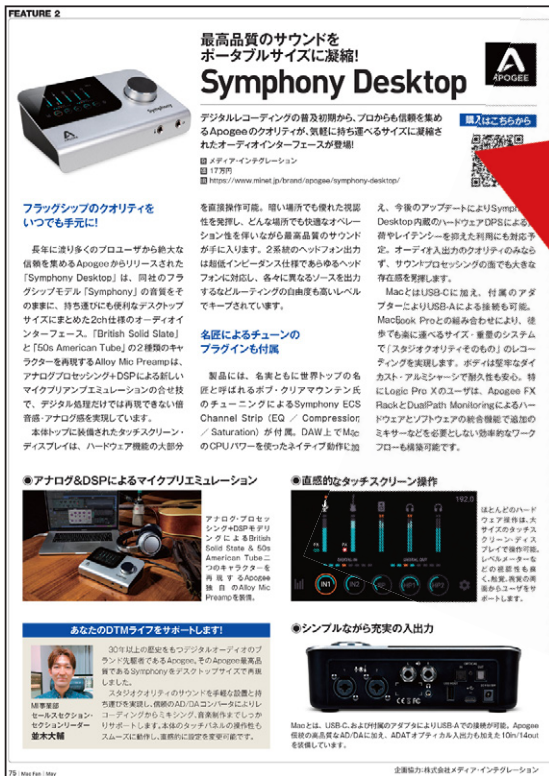 FEATURE 2
最高品質のサウンドを
ポータブルサイズに凝縮!
Symphony Desktop
APOGEE
デジタルレコーディングの普及初期から、プロからも信頼を集め
るApogeeのクオリティが、気軽に持ち運べるサイズに凝縮さ
れたオーディオインターフェースが登場!
メディア・インテグレーション
17万円
https://www.minet.jp/brand/apogee/symphony-desktop/
購入はこちらから
フラッグシップのクオリティを
いつでも手元に!
長年に渡り多くのプロユーザから絶大な
信頼を集めるApogeeからリリースされた
「Symphony Desktop」は、同社のフラ
グシップモデル「Symphony」の音質をそ
のままに、持ち運びにも便利なデスクトップ
サイズにまとめた2ch仕様のオーディオイ
ンターフェース。「British Solid State」
と「50s American Tube」の2種類のキャ
ラクターを再現するAlloy Mic Preampは、
アナログプロセッシング+DSPによる新しい
マイクプリアンプエミュレーションの合せ技
で、デジタル処理だけでは再現できない倍
音感・アナログ感を実現しています。
本体トップに装備されたタッチスクリーン・
ディスプレイは、ハードウェア機能の大部分
を直接操作可能。暗い場所でも優れた視認
性を発揮し、どんな場所でも快適なオペレー
ション性を伴いながら最高品質のサウンド
が手に入ります。2系統のヘッドフォン出力
は超低インピーダンス仕様であらゆるヘッド
フォンに対応し、各々に異なるソースを出力
するなどルーティングの自由度も高いレベル
でキープされています。
名匠によるチューンの
プラグインも付属
製品には、名実ともに世界トップの名
匠と呼ばれるボブ・クリアマウンテン氏
のチューニングによるSymphony ECS
Channel Strip(EQ / Compression
/ Saturation)が付属。DAW上でMac
のCPUパワーを使ったネイティブ動作に加
え、今後のアップデートによりSymphony
Desktop内蔵のハードウェアDPSによる
荷やレイテンシーを抑えた利用にも対応予
定。オーディオ入出力のクオリティのみなら
ず、サウンドプロセッシングの面でも大きな
存在感を発揮します。
MacとはUSB-Cに加え、付属のアダ
プターによりUSB-Aによる接続も可能。
MacBook Proとの組み合わせにより、徒
歩でも楽に運べるサイズ・重量のシステム
で「スタジオクオリティそのもの」のレコー
ディングを実現します。ボディは堅牢なダイ
カスト・アルミシャーシで耐久性も安心。特
にLogic Pro Xのユーザは、Apogee FX
RackとDualPath Monitoringによるハー
ドウェアとソフトウェアの統合機能で追加の
ミキサーなどを必要としない効率的なワーク
フローも構築可能です。
◉アナログ&DSPによるマイクプリエミュレーション
アナログ・プロセッ
シング+DSPモデリ
ングによるBritish
Solid State & 50s
American Tube二
つのキャラクターを
再現するApogee
独自のAlloy Mic
Preampを装備。
◉直感的なタッチスクリーン操作
192.0
DIGITAL IN
DIGITAL OUT
IN1
IN2
HP1
HP2
ほとんどのハード
ウェア操作は、大
サイズのタッチス
クリーン・ディス
プレイで操作可能。
レベルメーターな
どの視認性も良
く、触覚、視覚の両
面からユーザをサ
ポートします。
あなたのDTMライフをサポートします!
MI事業部
セールスセクション・
セクションリーダー
並木大輔
30年以上の歴史をもつデジタルオーディオのブ
ランド先駆者であるApogee。そのApogee最高品
質であるSymphonyをデスクトップサイズで再現
しました。
スタジオクオリティのサウンドを手軽な設置と持
ち運びを実現し、信頼のAD/DAコンバータによりレ
コーディングからミキシング、音楽制作までしっか
りサポートします。本体のタッチパネルの操作性も
スムーズに動作し、直感的に設定を変更可能です。
◉シンプルながら充実の入出力
Macとは、USB-C、および付属のアダプタによりUSB-Aでの接続が可能。Apogee
伝統の高品質なAD/DAに加え、ADATオプティカル入出力も加えた10in/14out
を装備しています。
75 | Mac Fan | May
企画協力:株式会社メディア・インテグレーション